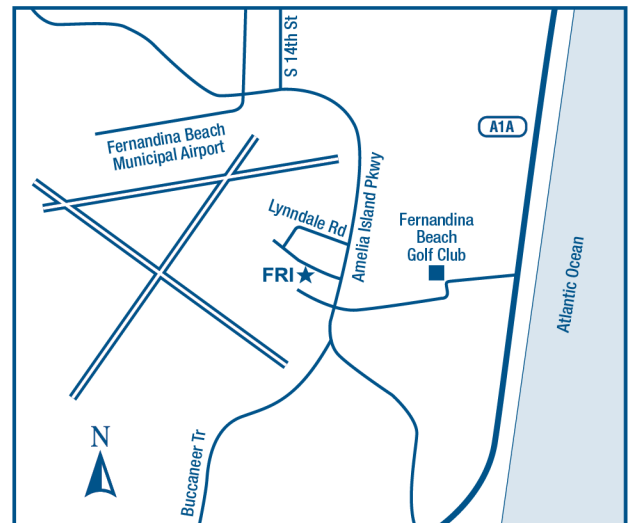 S 14th St
A1A
Fernandina Beach
Municipal Airport
Amelia Island Pkwy
Lynndale Rd
Fernandina
Beach
Golf Club
FRI
Atlantic Ocean
N
Buccaneer Tr